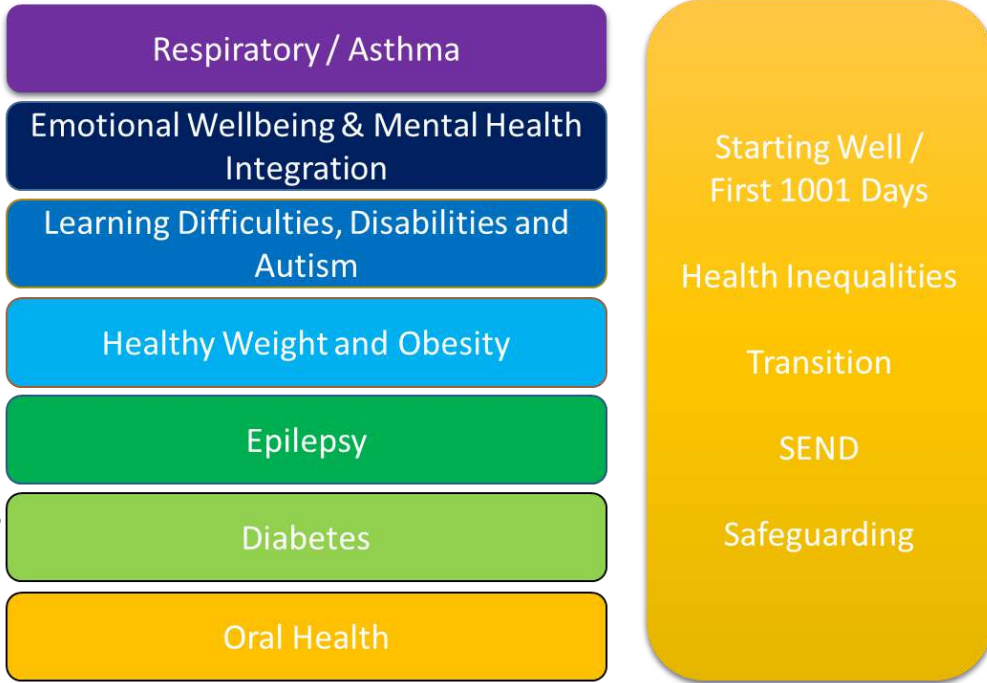 Respiratory / Asthma
Emotional Wellbeing & Mental Health
Integration
Learning Difficulties, Disabilities and
Autism
Healthy Weight and Obesity
Epilepsy
Diabetes
Oral Health
Starting Well /
First 1001 Days
Health Inequalities
Transition
SEND
Safeguarding